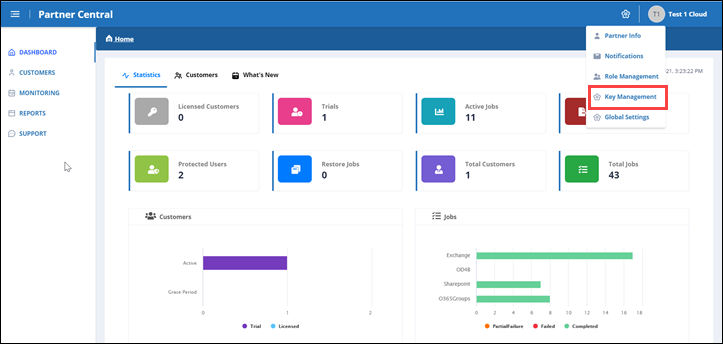 Partner Central
T1 Test 1 Cloud
Home
Partner Info
Notifications
Role Management
Key Management
Global Settings
DASHBOARD
CUSTOMERS
MONITORING
REPORTS
SUPPORT
Statistics Customers What's New
21, 3:23:22 PM
Licensed Customers
0
Trials
1
Active Jobs
11
Protected Users
2
Restore Jobs
0
Total Customers
1
Total Jobs
43
Customers
Active
Grace Period
0 1 2
Trial Licensed
Jobs
Exchange
OD4B
Sharepoint
O365Groups
0 2 4 6 8 10 12 14 16 18
PartialFailure Failed Completed